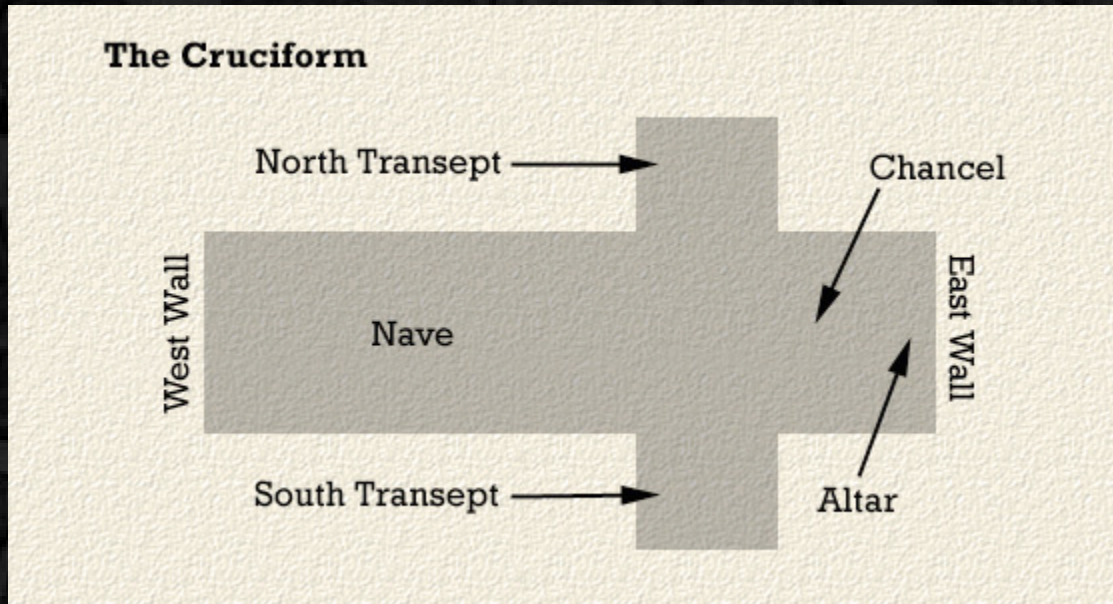 The Cruciform
North Transept
Chancel
West Wall
Nave
East Wall
South Transept
Altar